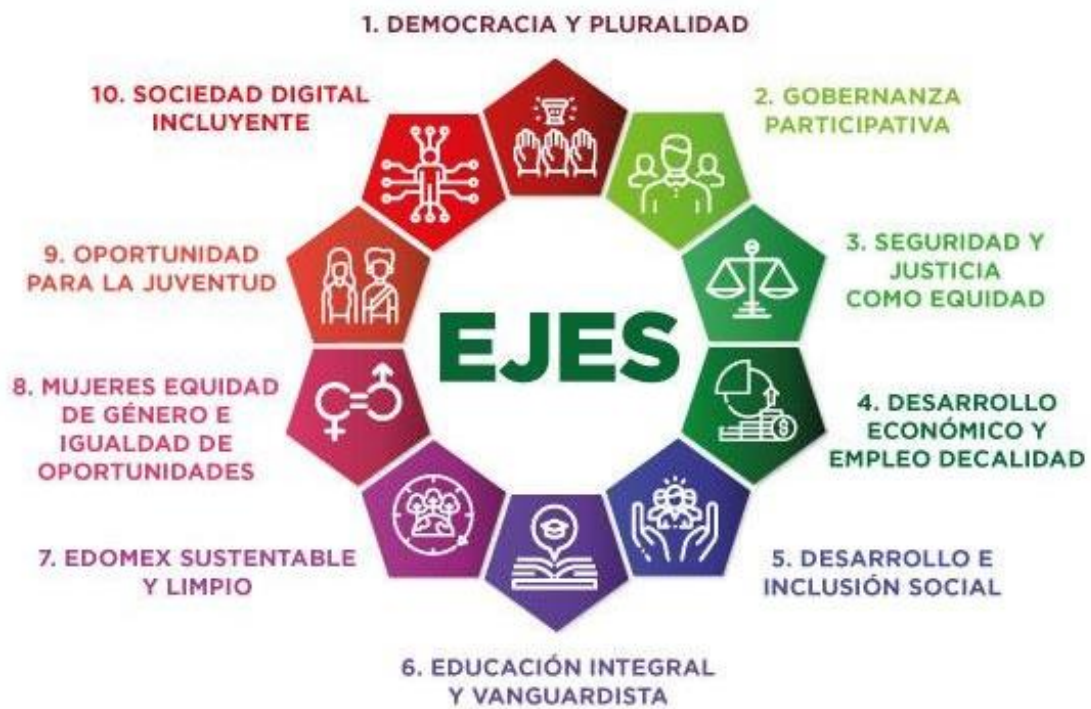 1. DEMOCRACIA Y PLURALIDAD
2. GOBERNANZA
PARTICIPATIVA
3. SEGURIDAD Y
JUSTICIA
COMO EQUIDAD
4. DESARROLLO
ECONÓMICO Y
EMPLEO DECALIDAD
5. DESARROLLO E
INCLUSIÓN SOCIAL
6. EDUCACIÓN INTEGRAL
Y VANGUARDISTA
7. EDOMEX SUSTENTABLE
Y LIMPIO
8. MUJERES EQUIDAD
DE GÉNERO E
IGUALDAD DE
OPORTUNIDADES
9. OPORTUNIDAD
PARA LA JUVENTUD
10. SOCIEDAD DIGITAL
INCLUYENTE
EJES